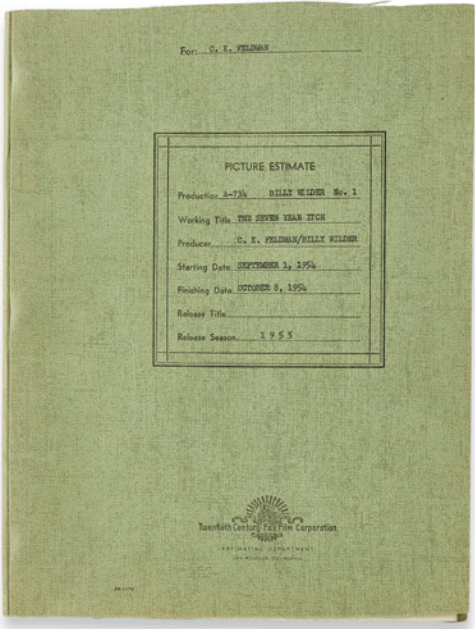 For: C. K. FELDMAN
PICTURE ESTIMATE
Production A-734 BILLY WILDER No. 1
Working Title THE SEVEN YEAR ITCH
Producer C. K. FELDMAN/BILLY WILDER
Starting Date SEPTEMBER 1, 1954
Finishing Date OCTOBER 8, 1954
Release Title
Release Season 1955
Twentieth Century-Fox Film Corporation
ESTIMATING DEPARTMENT